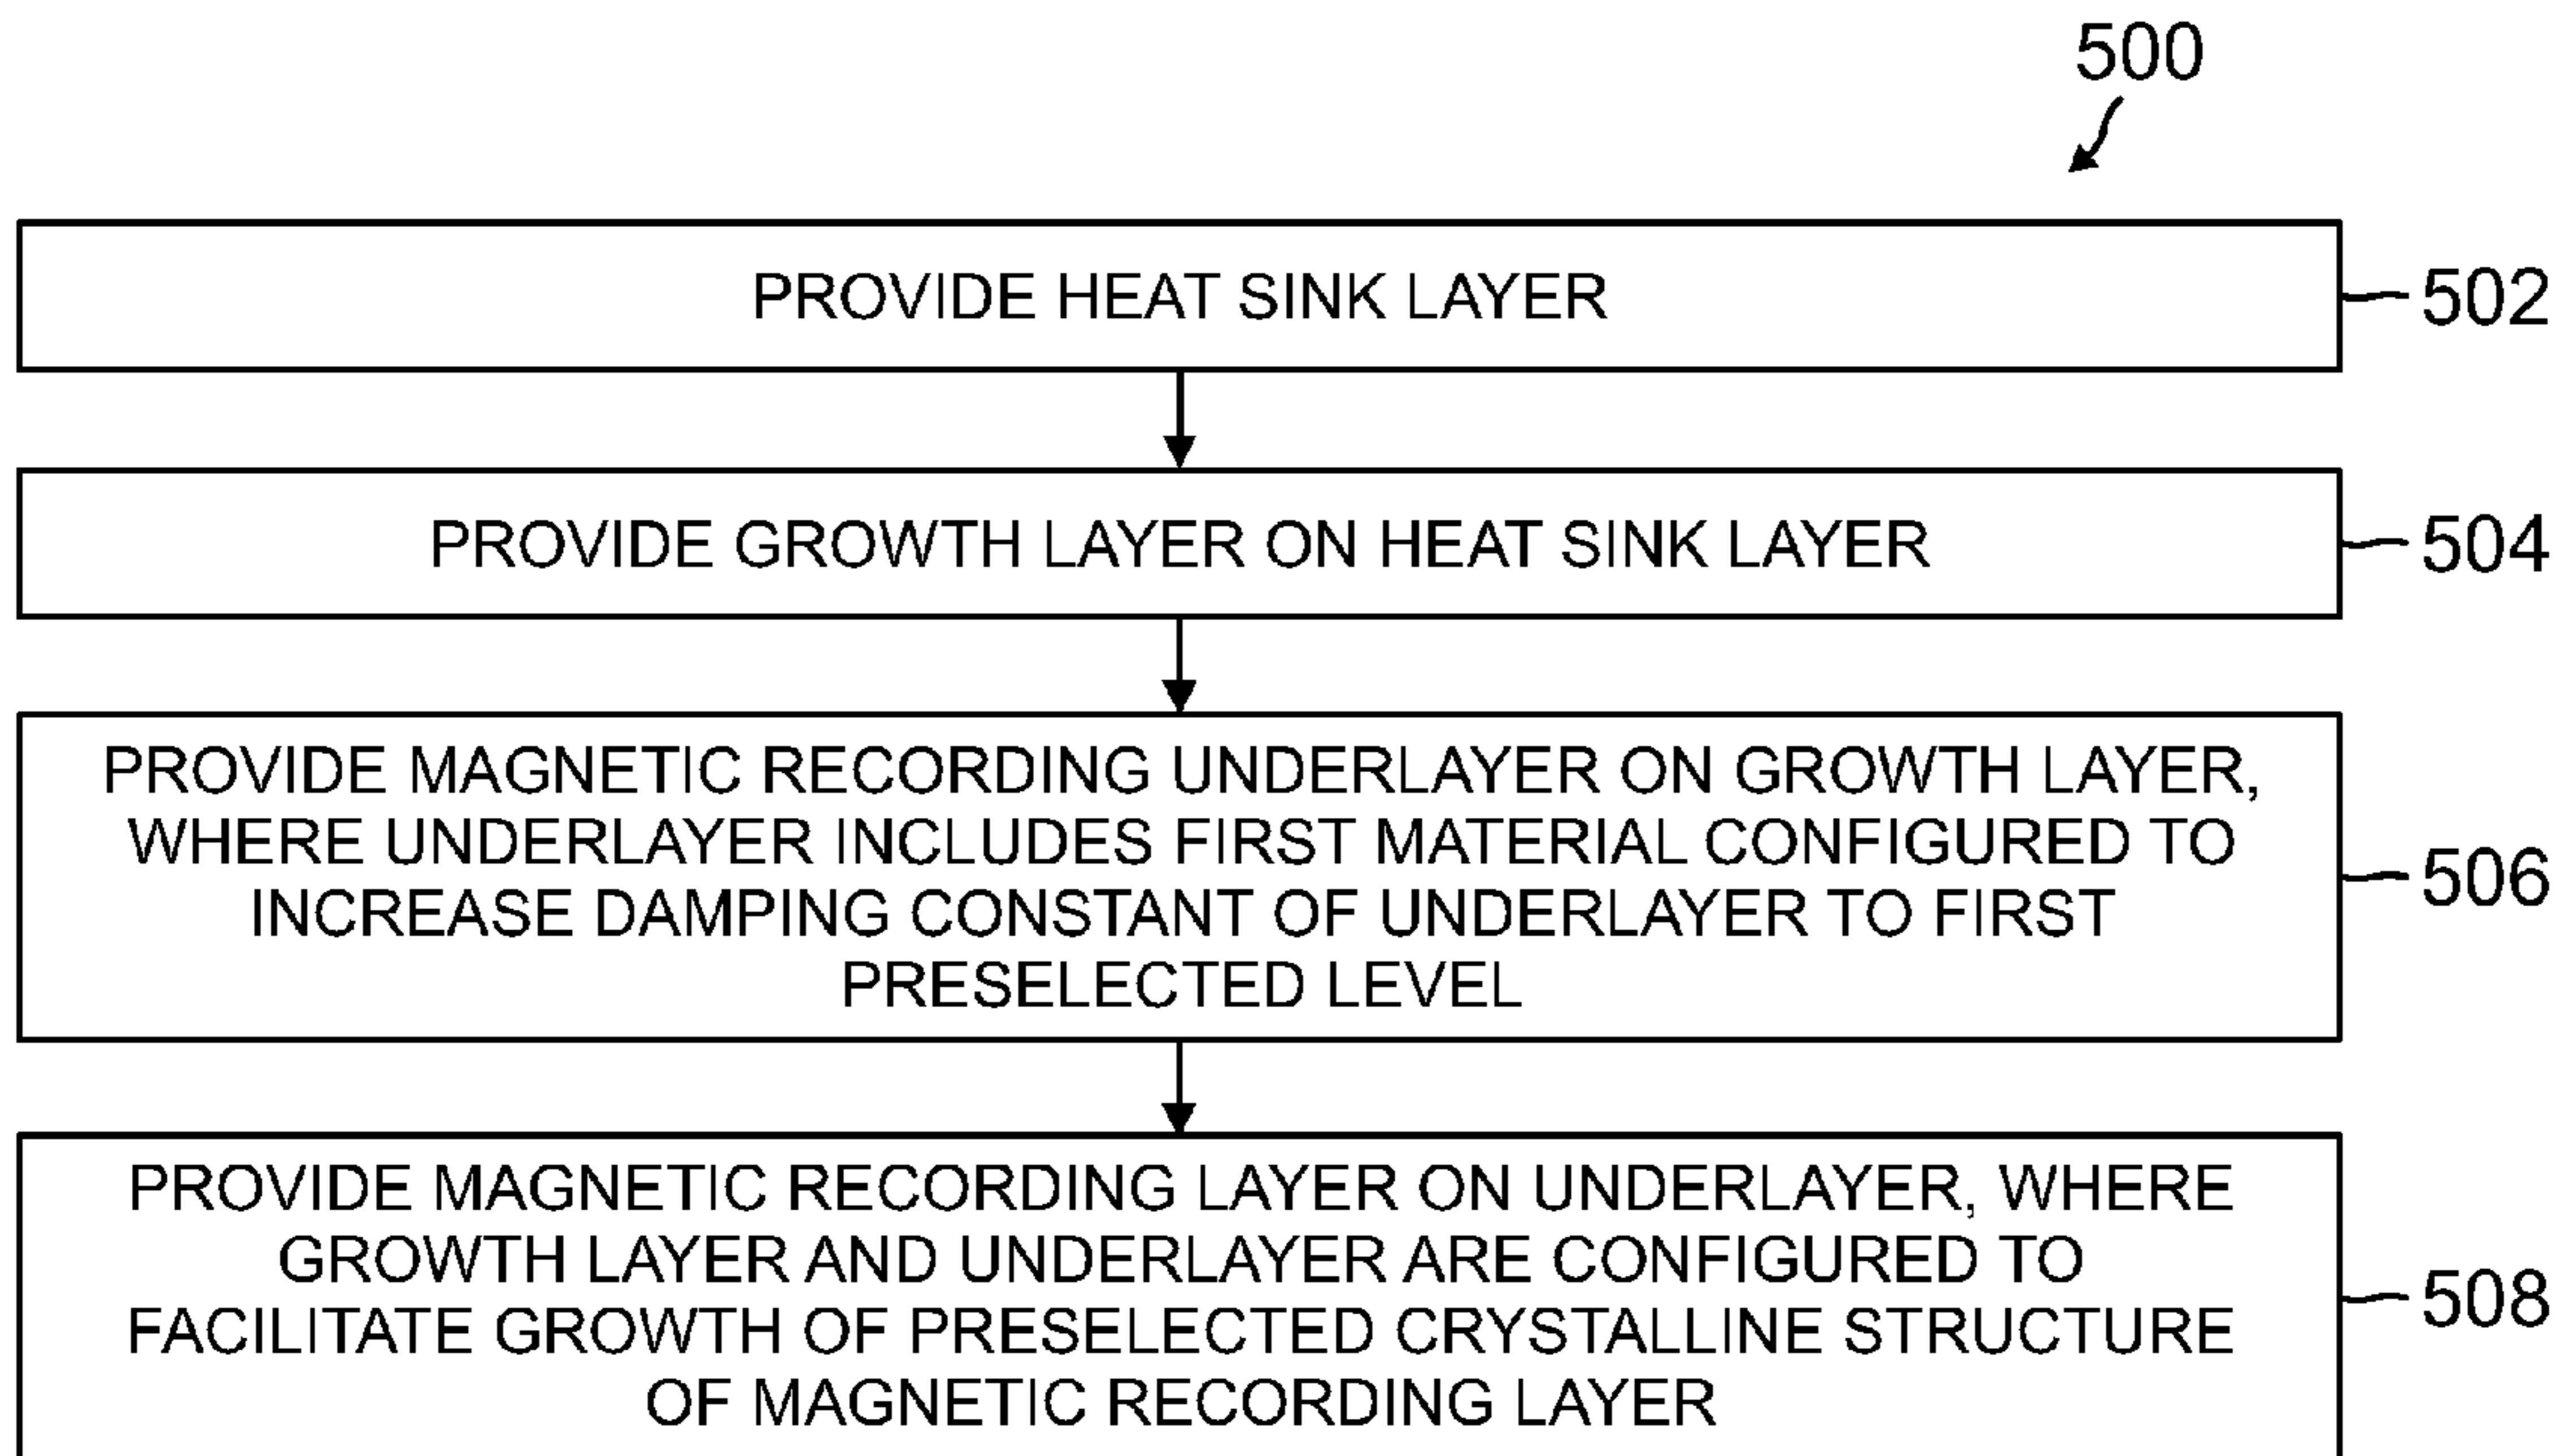 500
PROVIDE HEAT SINK LAYER
502
PROVIDE GROWTH LAYER ON HEAT SINK LAYER
504
PROVIDE MAGNETIC RECORDING UNDERLAYER ON GROWTH LAYER,
WHERE UNDERLAYER INCLUDES FIRST MATERIAL CONFIGURED TO
INCREASE DAMPING CONSTANT OF UNDERLAYER TO FIRST
PRESELECTED LEVEL
506
PROVIDE MAGNETIC RECORDING LAYER ON UNDERLAYER, WHERE
GROWTH LAYER AND UNDERLAYER ARE CONFIGURED TO
FACILITATE GROWTH OF PRESELECTED CRYSTALLINE STRUCTURE
OF MAGNETIC RECORDING LAYER
508